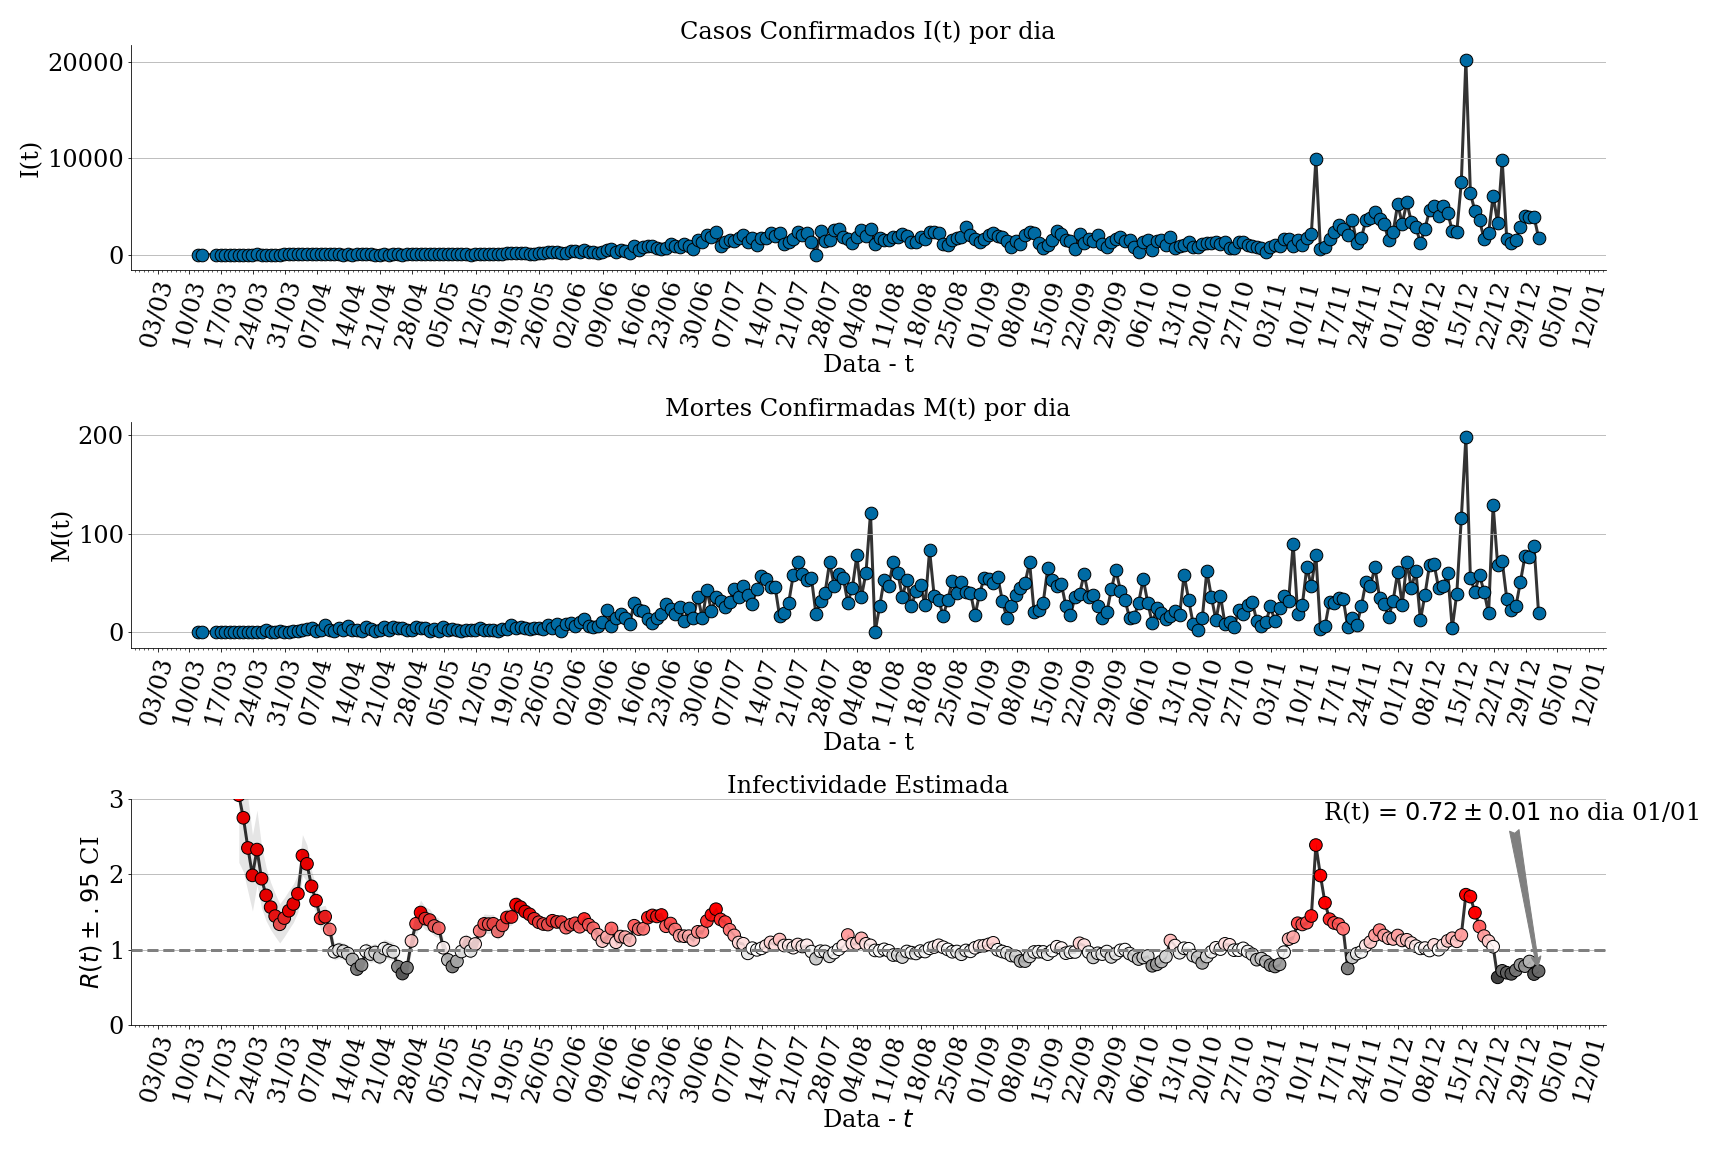 Casos Confirmados I(t) por dia
I(t)
20000
10000
0
03/03 10/03 17/03 24/03 31/03 07/04 14/04 21/04 28/04 05/05 12/05 19/05 26/05 02/06 09/06 16/06 23/06 30/06 07/07 14/07 21/07 28/07 04/08 11/08 18/08 25/08 01/09 08/09 15/09 22/09 29/09 06/10 13/10 20/10 27/10 03/11 10/11 17/11 24/11 01/12 08/12 15/12 22/12 29/12 05/01 12/01
Data - t
Mortes Confirmadas M(t) por dia
M(t)
200
100
0
03/03 10/03 17/03 24/03 31/03 07/04 14/04 21/04 28/04 05/05 12/05 19/05 26/05 02/06 09/06 16/06 23/06 30/06 07/07 14/07 21/07 28/07 04/08 11/08 18/08 25/08 01/09 08/09 15/09 22/09 29/09 06/10 13/10 20/10 27/10 03/11 10/11 17/11 24/11 01/12 08/12 15/12 22/12 29/12 05/01 12/01
Data - t
Infectividade Estimada
R(t) ± .95 CI
3
2
1
0
R(t) = 0.72 ± 0.01 no dia 01/01
03/03 10/03 17/03 24/03 31/03 07/04 14/04 21/04 28/04 05/05 12/05 19/05 26/05 02/06 09/06 16/06 23/06 30/06 07/07 14/07 21/07 28/07 04/08 11/08 18/08 25/08 01/09 08/09 15/09 22/09 29/09 06/10 13/10 20/10 27/10 03/11 10/11 17/11 24/11 01/12 08/12 15/12 22/12 29/12 05/01 12/01
Data - t